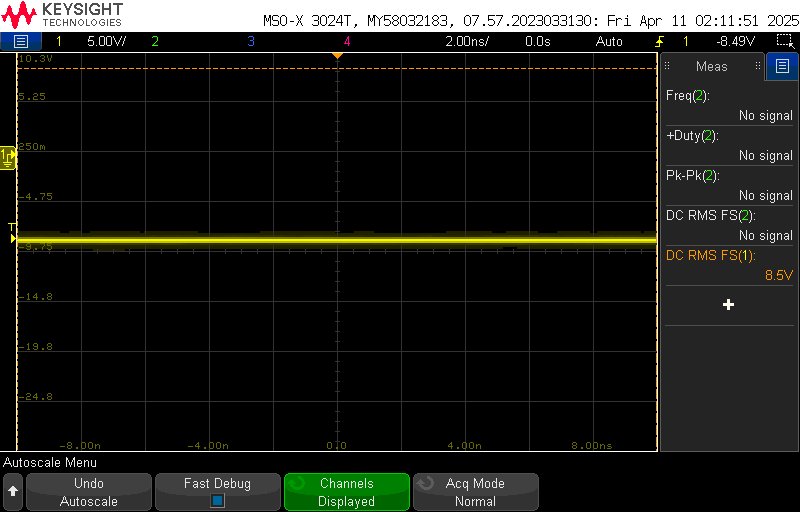 KEYSIGHT
TECHNOLOGIES
MSO-X 3024T, MY58032183, 07.57.2023033130: Fri Apr 11 02:11:51 2025
1 5.00V/ 2 3 4 2.00ns/ 0.0s Auto 1 -8.49V
10.3V
5.25
250m
-4.75
-9.75
-14.8
-19.8
-24.8
-8.00n -4.00n 0.0 4.00n 8.00ns
1
T
Meas
Freq(2):
No signal
+Duty(2):
No signal
Pk-Pk(2):
No signal
DC RMS FS(2):
No signal
DC RMS FS(1):
8.5V
Autoscale Menu
Undo
Autoscale
Fast Debug
Channels
Displayed
Acq Mode
Normal